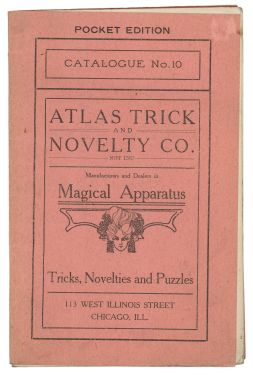 POCKET EDITION
CATALOGUE No. 10
ATLAS TRICK
AND
NOVELTY CO.
Manufacturers and Dealers in
Magical Apparatus
Tricks, Novelties and Puzzles
113 WEST ILLINOIS STREET
CHICAGO, ILL.